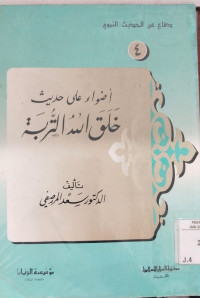 دفاع عن الحديث النبوي
٤
أضواء على حديث
خلق الله التربة
تأليف
الدكتور سعد المرصفي
مؤسسة الريان